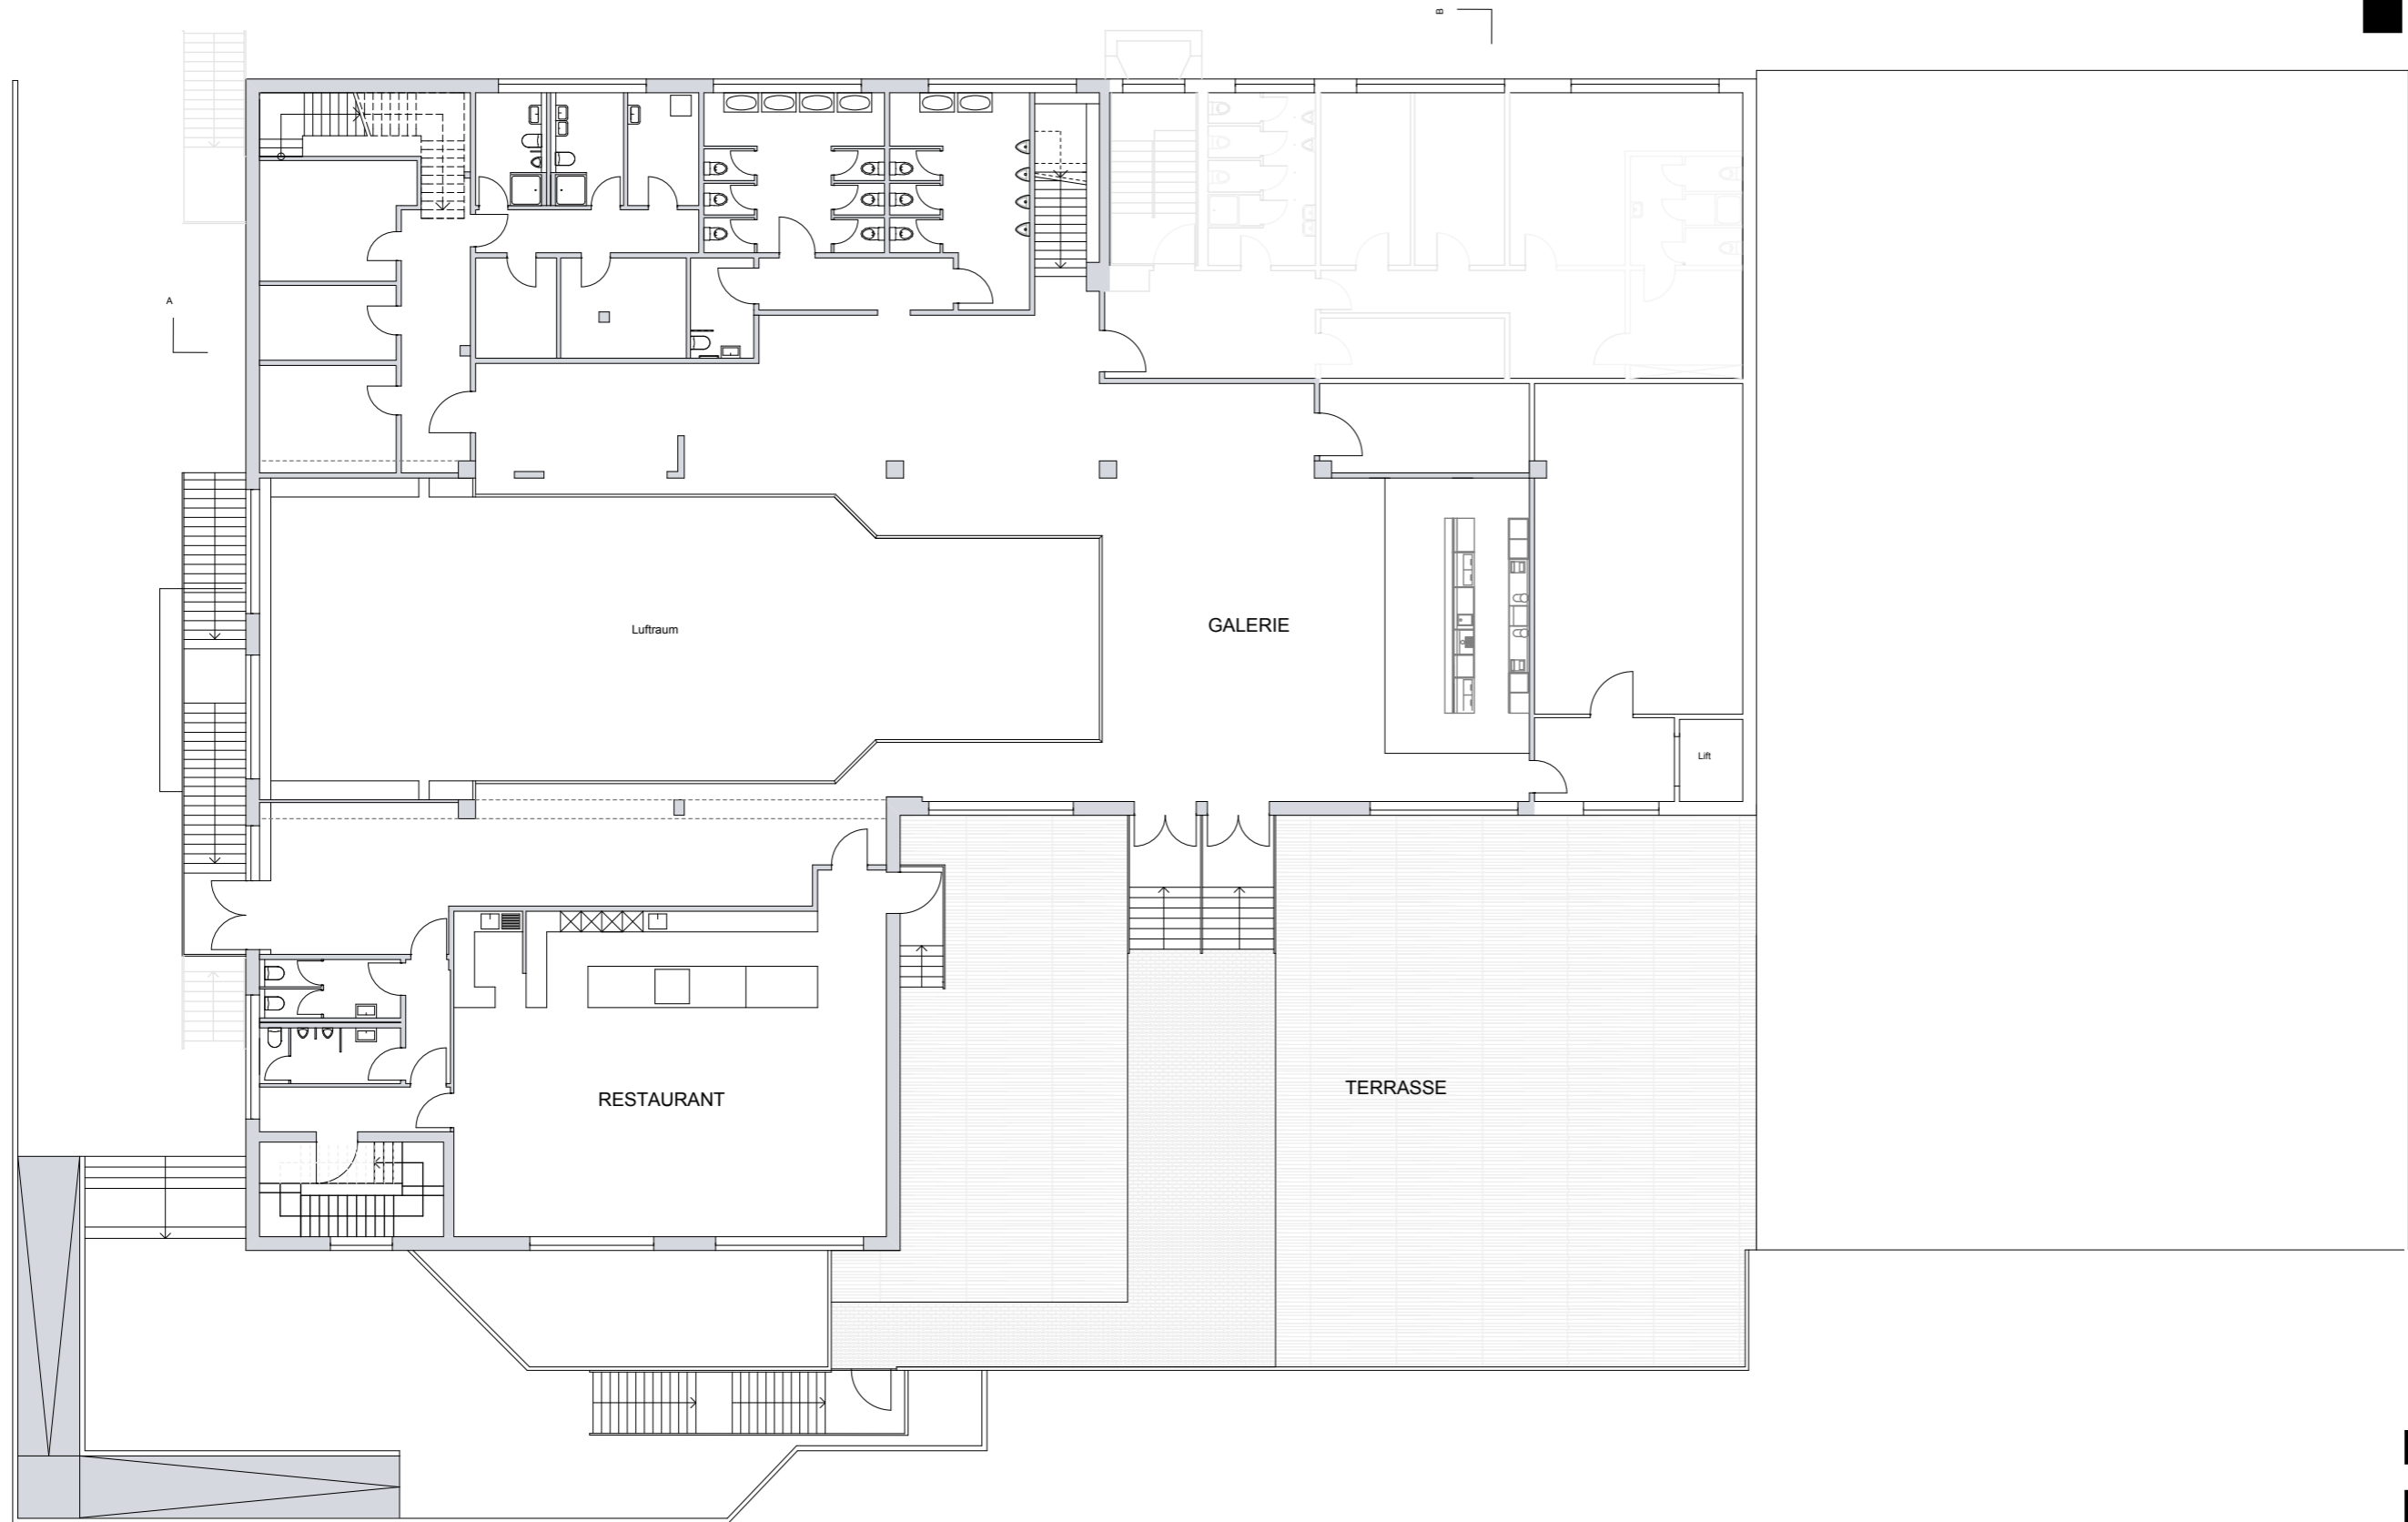 B
A
Luftraum
GALERIE
Lift
TERRASSE
RESTAURANT